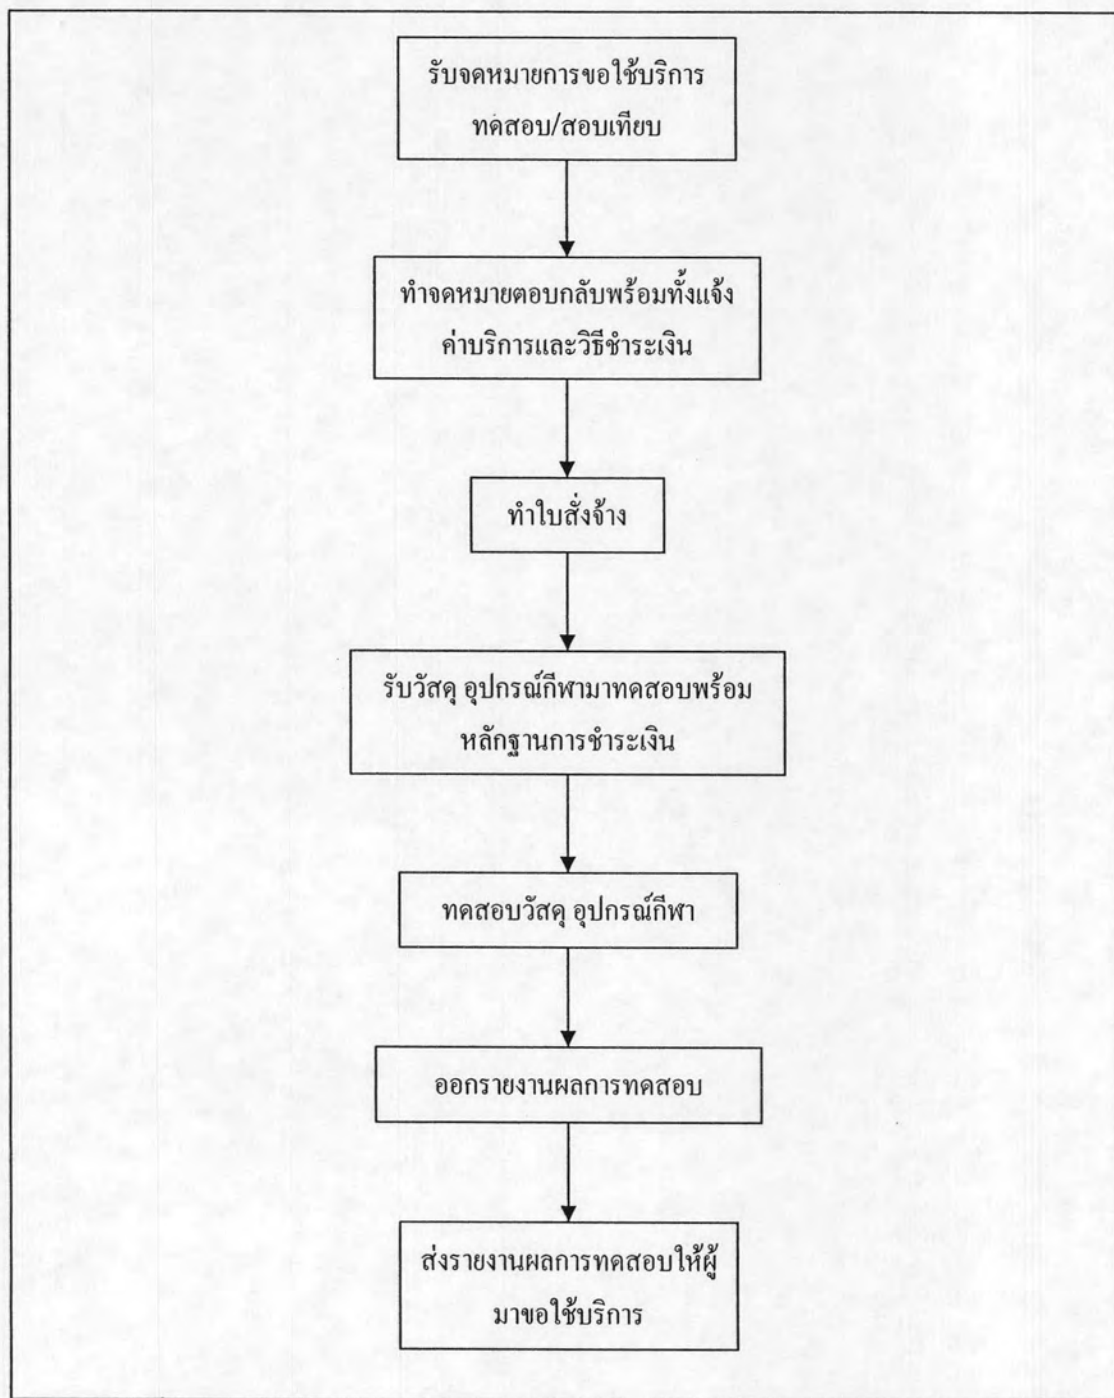 รับจดหมายการขอใช้บริการ
ทดสอบ/สอบเทียบ
ทำจดหมายตอบกลับพร้อมทั้งแจ้ง
ค่าบริการและวิธีชำระเงิน
ทำใบสั่งจ้าง
รับวัสดุ อุปกรณ์กีฬามาทดสอบพร้อม
หลักฐานการชำระเงิน
ทดสอบวัสดุ อุปกรณ์กีฬา
ออกรายงานผลการทดสอบ
ส่งรายงานผลการทดสอบให้ผู้
มาขอใช้บริการ